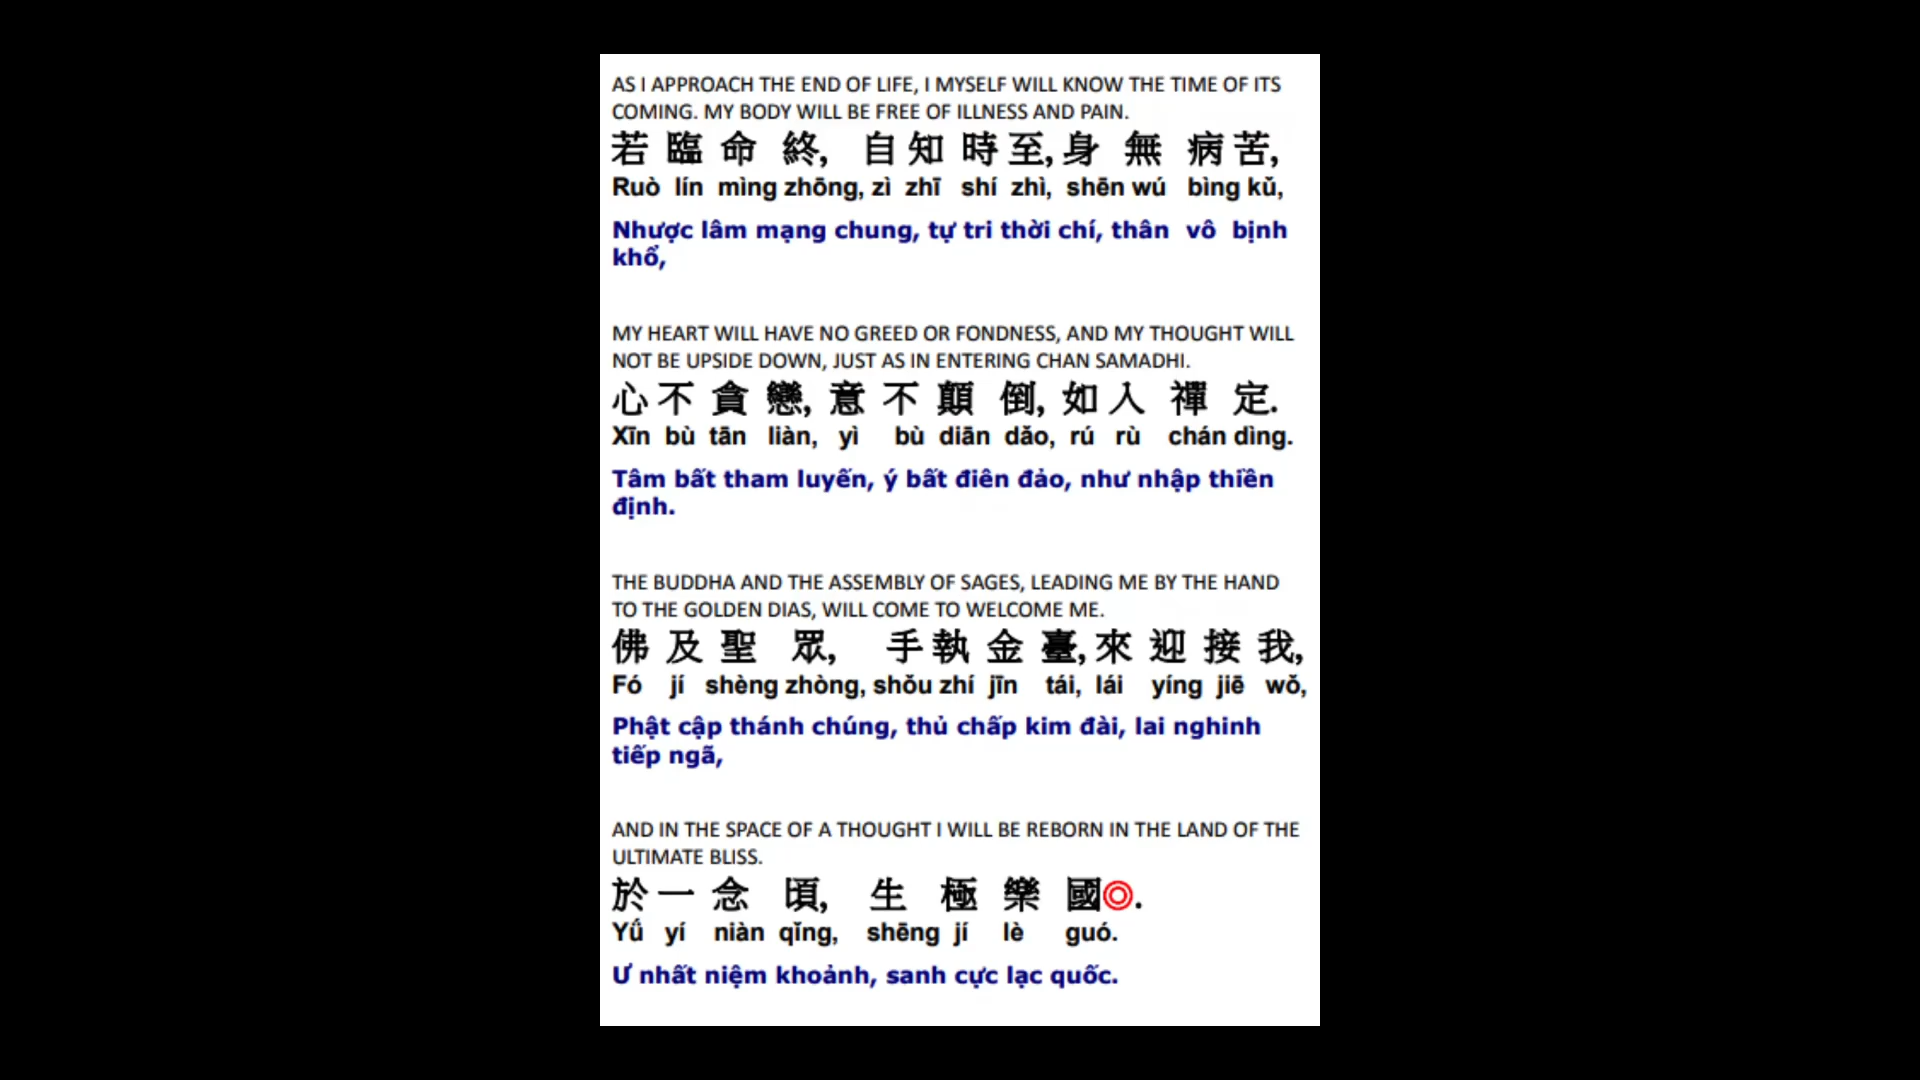 AS I APPROACH THE END OF LIFE, I MYSELF WILL KNOW THE TIME OF ITS
COMING. MY BODY WILL BE FREE OF ILLNESS AND PAIN.
若 臨 命 終, 自 知 時 至, 身 無 病 苦,
Ruò lín mìng zhōng, zì zhī shí zhì, shēn wú bìng kǔ,
Nhược lâm mạng chung, tự tri thời chí, thân vô bịnh
khổ,
MY HEART WILL HAVE NO GREED OR FONDNESS, AND MY THOUGHT WILL
NOT BE UPSIDE DOWN, JUST AS IN ENTERING CHAN SAMADHI.
心 不 貪 戀, 意 不 顛 倒, 如 入 禪 定.
Xīn bù tān liàn, yì bù diān dǎo, rú rù chán dìng.
Tâm bất tham luyến, ý bất điên đảo, như nhập thiền
định.
THE BUDDHA AND THE ASSEMBLY OF SAGES, LEADING ME BY THE HAND
TO THE GOLDEN DIAS, WILL COME TO WELCOME ME.
佛 及 聖 眾, 手 執 金 臺, 來 迎 接 我,
Fó jí shèng zhòng, shǒu zhí jīn tái, lái yíng jiē wǒ,
Phật cập thánh chúng, thủ chấp kim đài, lai nghinh
tiếp ngã,
AND IN THE SPACE OF A THOUGHT I WILL BE REBORN IN THE LAND OF THE
ULTIMATE BLISS.
於 一 念 頃, 生 極 樂 國◎.
Yǘ yí niàn qǐng, shēng jí lè guó.
Ư nhất niệm khoảnh, sanh cực lạc quốc.